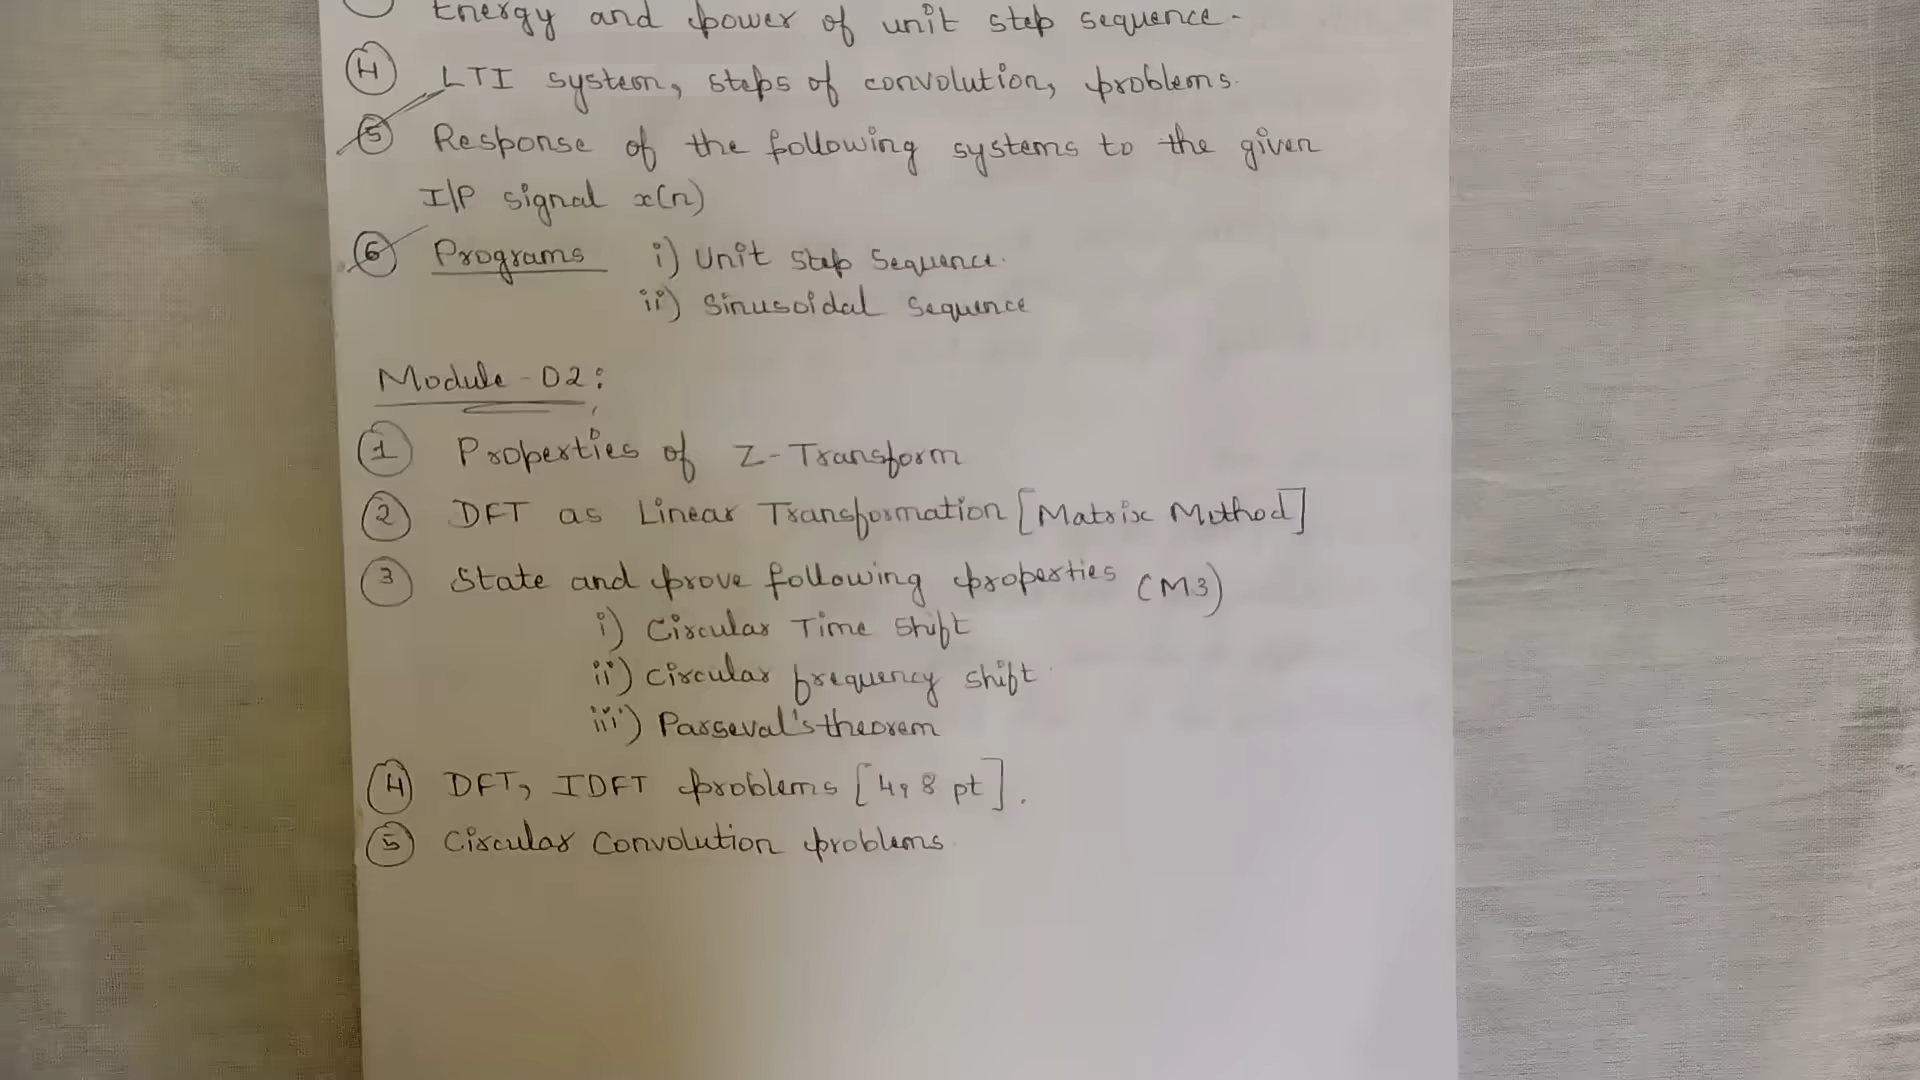 Energy and power of unit step sequence.
4 LTI system, steps of convolution, problems.
5 Response of the following systems to the given
I/P signal x(n)
6 Programs i) Unit Step Sequence.
ii) Sinusoidal Sequence
Module-02:
1 Properties of Z-Transform
2 DFT as Linear Transformation [Matrix Method]
3 State and prove following properties (M3)
i) Circular Time Shift
ii) Circular frequency shift
iii) Parseval's theorem
4 DFT, IDFT problems [4, 8 pt].
5 Circular Convolution problems